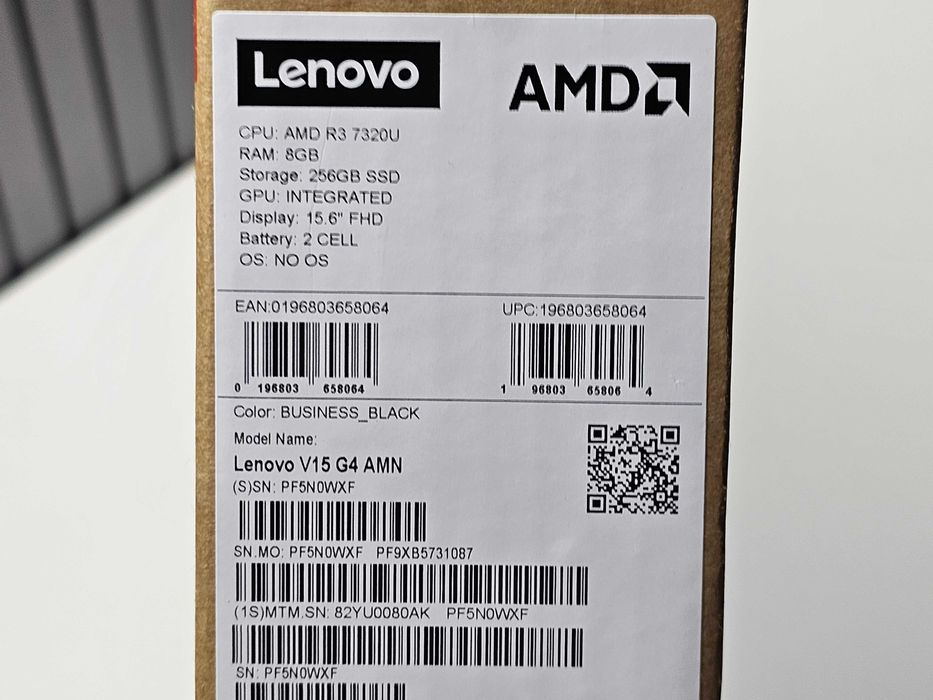 Lenovo
AMD
CPU: AMD R3 7320U
RAM: 8GB
Storage: 256GB SSD
GPU: INTEGRATED
Display: 15.6" FHD
Battery: 2 CELL
OS: NO OS
EAN:0196803658064
UPC:196803658064
0 196803 658064
1 96803 65806 4
Color: BUSINESS_BLACK
Model Name:
Lenovo V15 G4 AMN
(S)SN: PF5N0WXF
SN.MO: PF5N0WXF PF9XB5731087
(1S)MTM.SN: 82YU0080AK PF5N0WXF
SN: PF5N0WXF